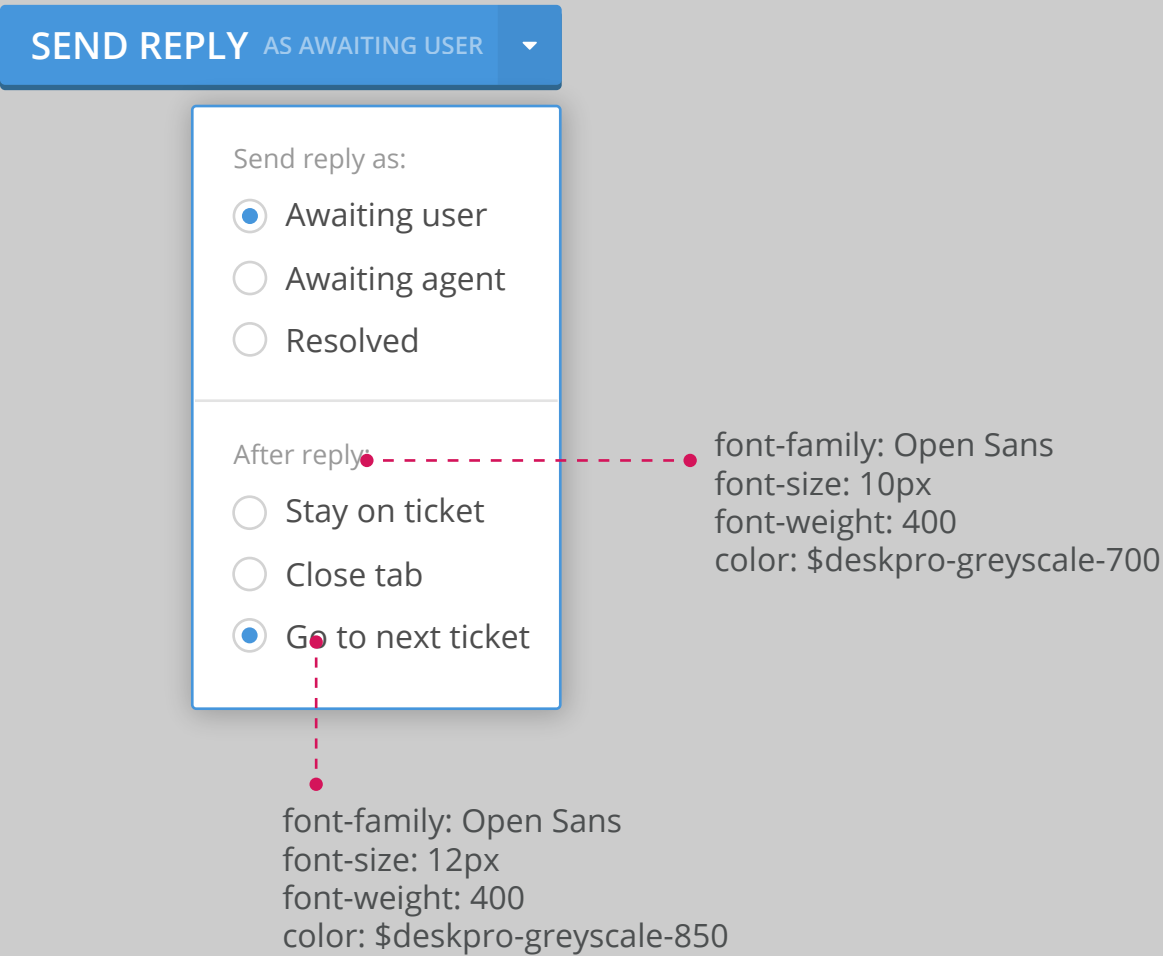 SEND REPLY AS AWAITING USER
Send reply as:
Awaiting user
Awaiting agent
Resolved
After reply:
Stay on ticket
Close tab
Go to next ticket
font-family: Open Sans
font-size: 10px
font-weight: 400
color: $deskpro-greyscale-700
font-family: Open Sans
font-size: 12px
font-weight: 400
color: $deskpro-greyscale-850